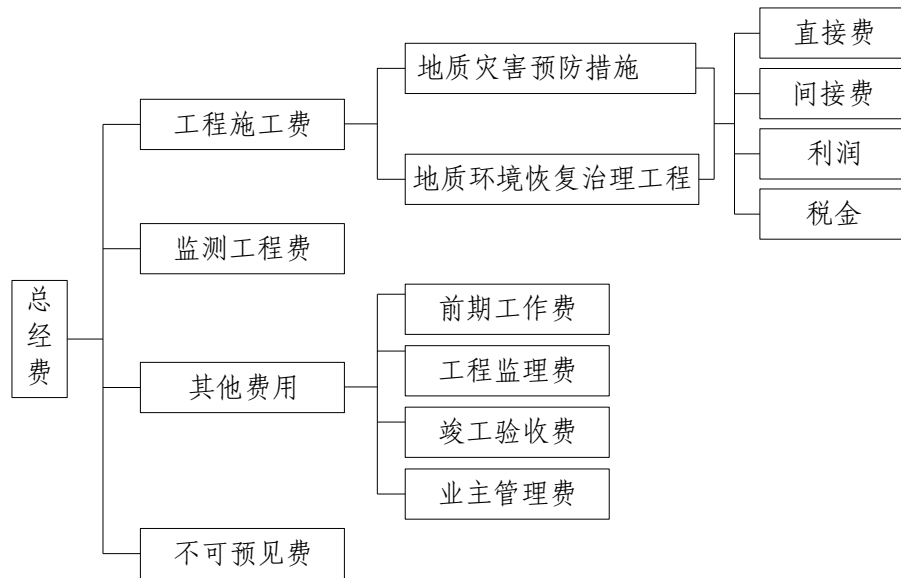 直接费
地质灾害预防措施
间接费
工程施工费
利润
地质环境恢复治理工程
税金
监测工程费
总
经
费
前期工作费
工程监理费
其他费用
竣工验收费
业主管理费
不可预见费